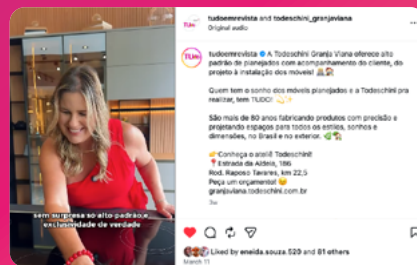 tudoemrevista and todeschini_granjaviana
Original audio
tudoemrevista A Todeschini Granja Viana oferece alto
padrão de planejados com acompanhamento do cliente, do
projeto à instalação dos móveis!
Quem tem o sonho dos móveis planejados e a Todeschini pra
realizar, tem TUDO!
São mais de 80 anos fabricando produtos com precisão e
projetando espaços para todos os estilos, sonhos e
dimensões, no Brasil e no exterior.
Conheça o ateliê Todeschini!
Estrada da Aldeia, 186
Rod. Raposo Tavares, km 22,5
Peça um orçamento!
granjaviana.todeschini.com.br
3w
sem surpresa só alto padrão e
exclusividade de verdade
Liked by eneida.souza.520 and 81 others
March 11